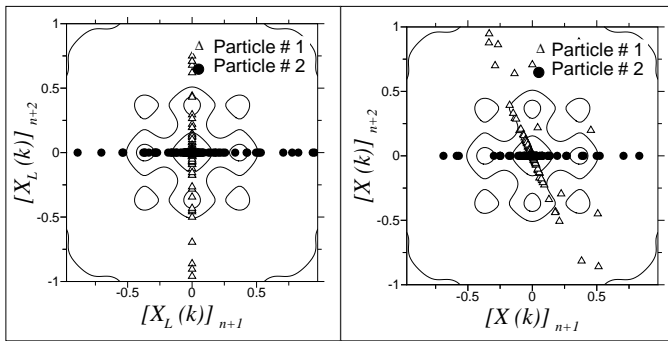 1
Particle # 1
Particle # 2
0.5
0
-0.5
-1
-0.5
0
0.5
[X_L (k)]_{n+2}
[X_L (k)]_{n+1}
1
Particle # 1
Particle # 2
0.5
0
-0.5
-1
-0.5
0
0.5
[X (k)]_{n+2}
[X (k)]_{n+1}